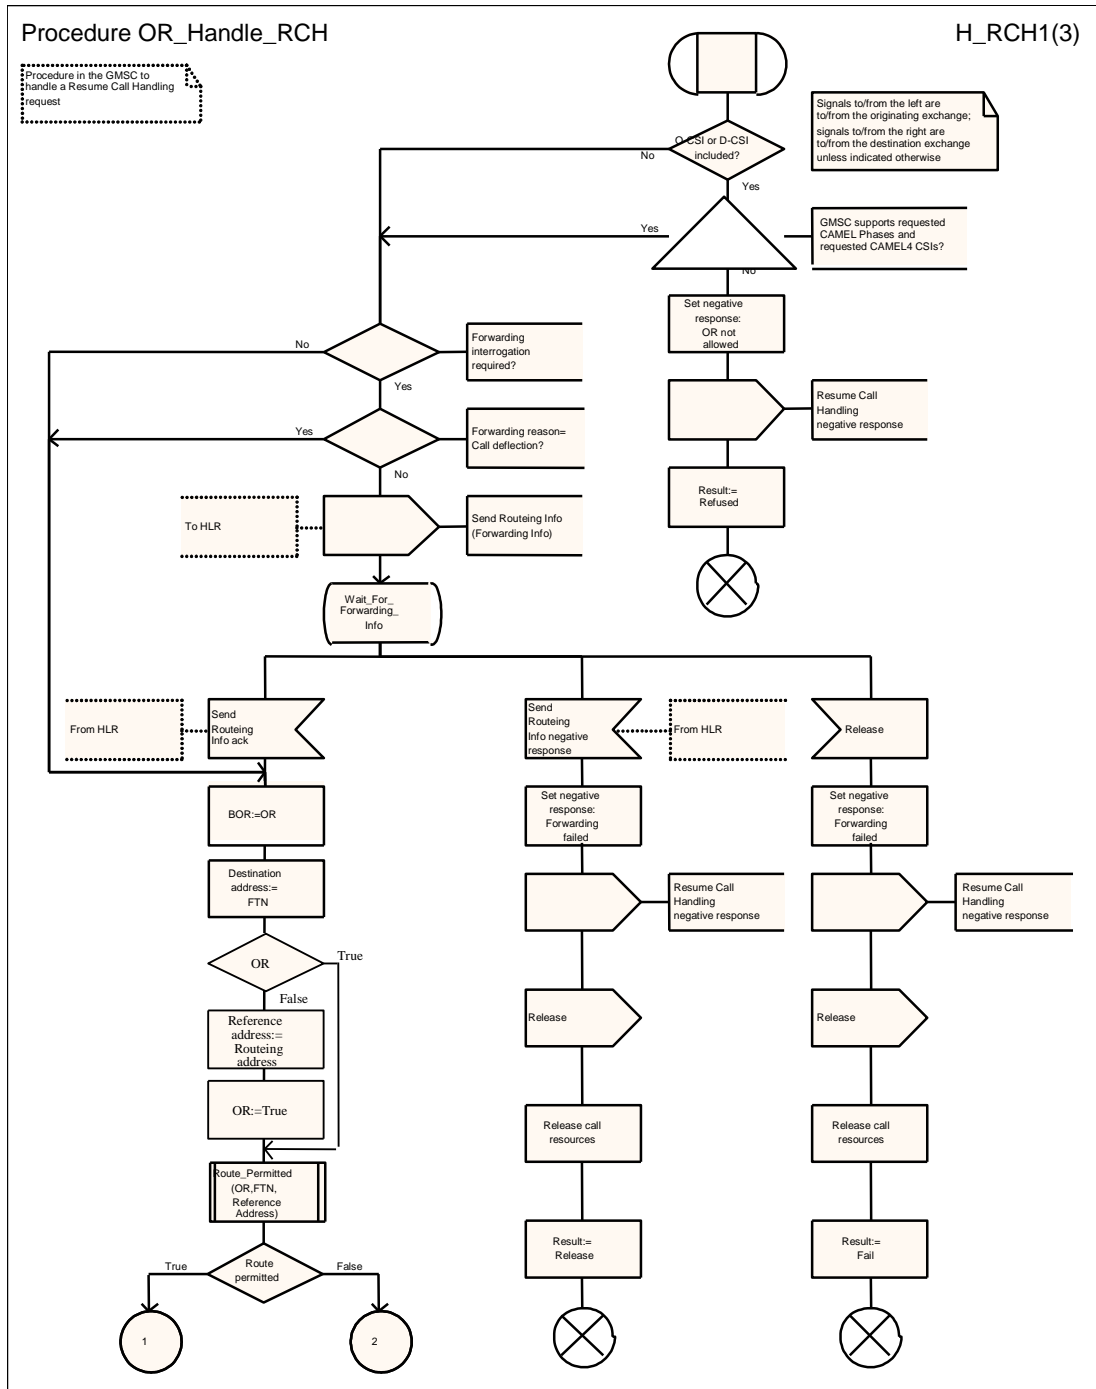 Procedure OR_Handle_RCH
H_RCH1(3)
Procedure in the GMSC to
handle a Resume Call Handling
request
Signals to/from the left are
to/from the originating exchange;
signals to/from the right are
to/from the destination exchange
unless indicated otherwise
O-CSI or D-CSI
included?
No
Yes
Yes
GMSC supports requested
CAMEL Phases and
requested CAMEL4 CSIs?
No
Set negative
response:
OR not
allowed
Forwarding
interrogation
required?
No
Yes
Resume Call
Handling
negative response
Yes
Forwarding reason=
Call deflection?
No
Result:=
Refused
To HLR
Send Routeing Info
(Forwarding Info)
Wait_For_
Forwarding_
Info
From HLR
Send
Routeing
Info ack
Send
Routeing
Info negative
response
From HLR
Release
BOR:=OR
Set negative
response:
Forwarding
failed
Set negative
response:
Forwarding
failed
Destination
address:=
FTN
Resume Call
Handling
negative response
Resume Call
Handling
negative response
OR
True
False
Reference
address:=
Routeing
address
Release
Release
OR:=True
Release call
resources
Release call
resources
Route_Permitted
(OR,FTN,
Reference
Address)
Route
permitted
True
False
Result:=
Release
Result:=
Fail
1
2